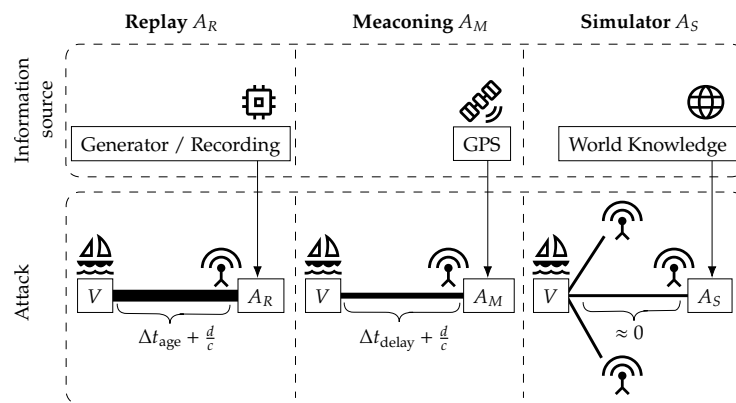 Replay A_R Meaconing A_M Simulator A_S
Information source
Generator / Recording GPS World Knowledge
Attack
V A_R V A_M V A_S
Δt_age + d/c Δt_delay + d/c ≈ 0